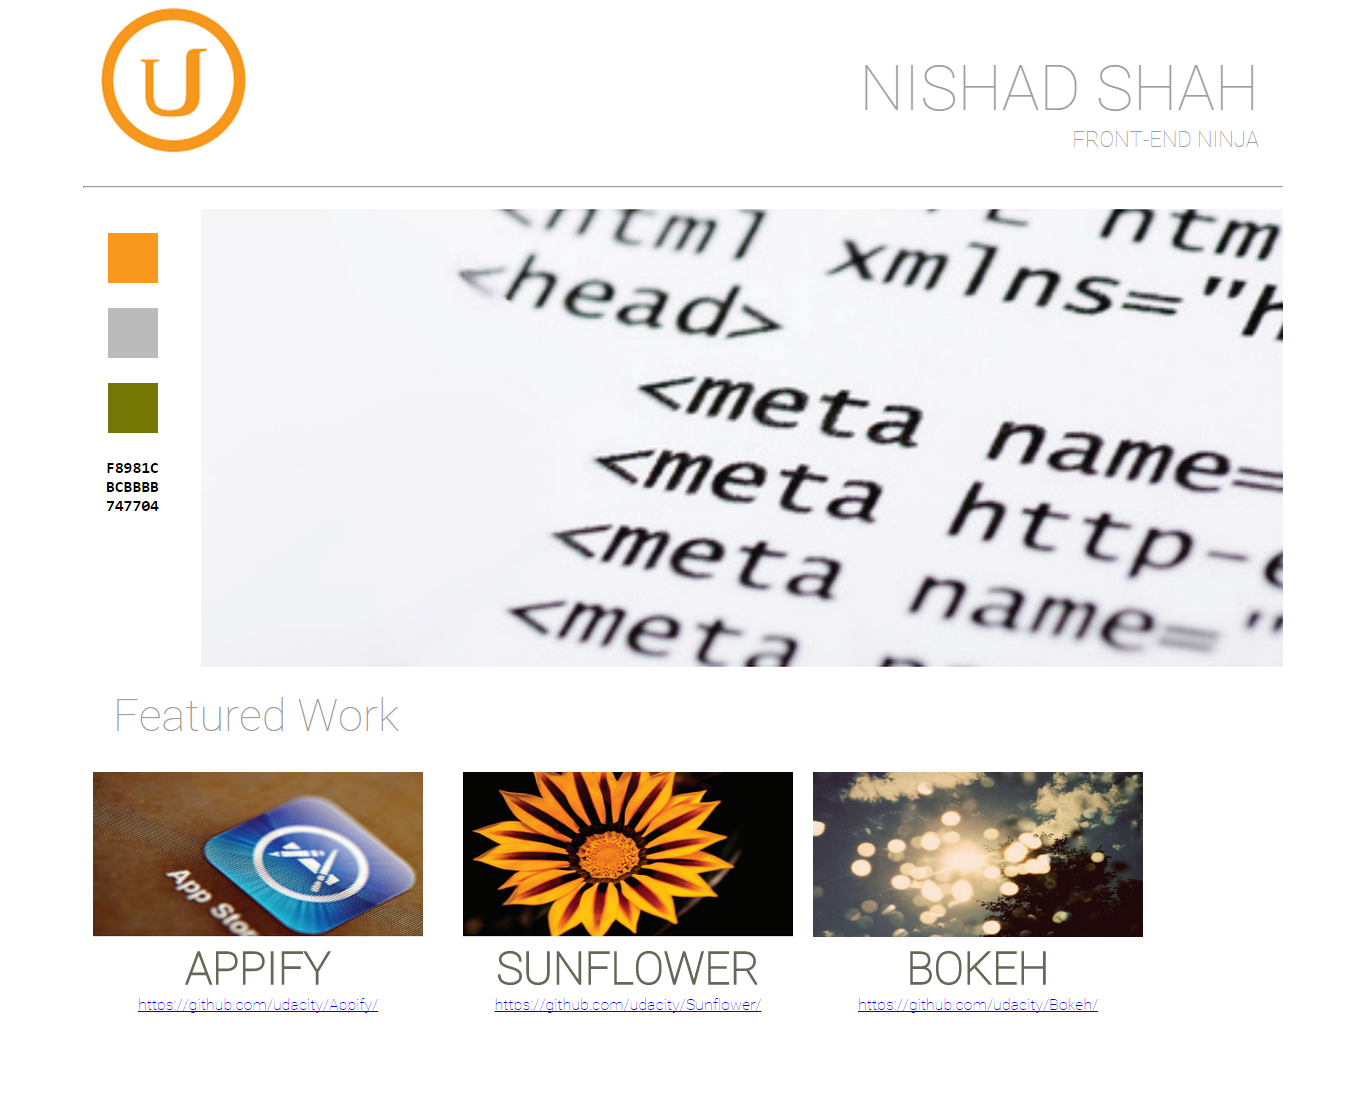 U
NISHAD SHAH
FRONT-END NINJA
<html
html
<head>
xmlns="h
<meta name=
<meta http-e
<meta name="
<meta
F8981C
BCBBBB
747704
Featured Work
App Stor
APPIFY
SUNFLOWER
BOKEH
https://github.com/udacity/Appify/
https://github.com/udacity/Sunflower/
https://github.com/udacity/Bokeh/